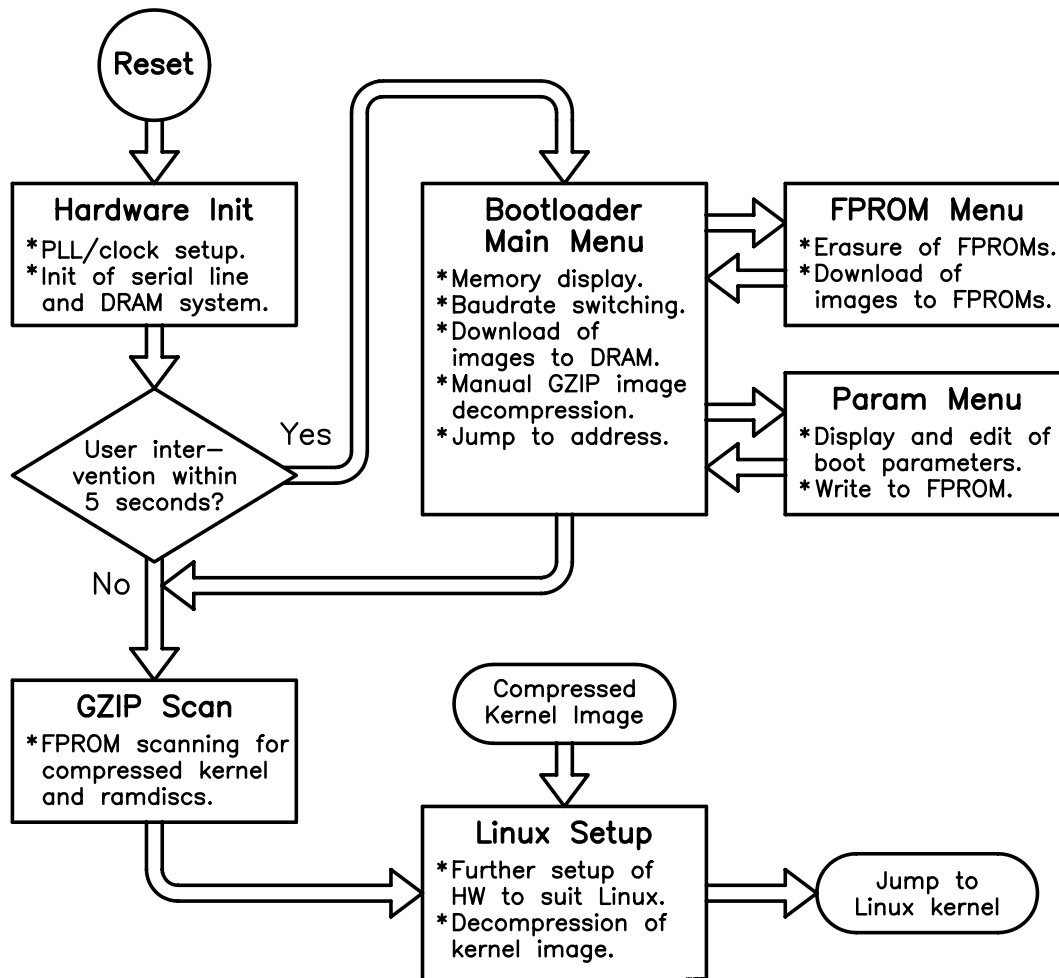 Reset
Hardware Init
*PLL/clock setup.
*Init of serial line
and DRAM system.
User inter-
vention within
5 seconds?
Yes
No
Bootloader
Main Menu
*Memory display.
*Baudrate switching.
*Download of
images to DRAM.
*Manual GZIP image
decompression.
*Jump to address.
FPROM Menu
*Erasure of FPROMs.
*Download of
images to FPROMs.
Param Menu
*Display and edit of
boot parameters.
*Write to FPROM.
GZIP Scan
*FPROM scanning for
compressed kernel
and ramdiscs.
Compressed
Kernel Image
Linux Setup
*Further setup of
HW to suit Linux.
*Decompression of
kernel image.
Jump to
Linux kernel